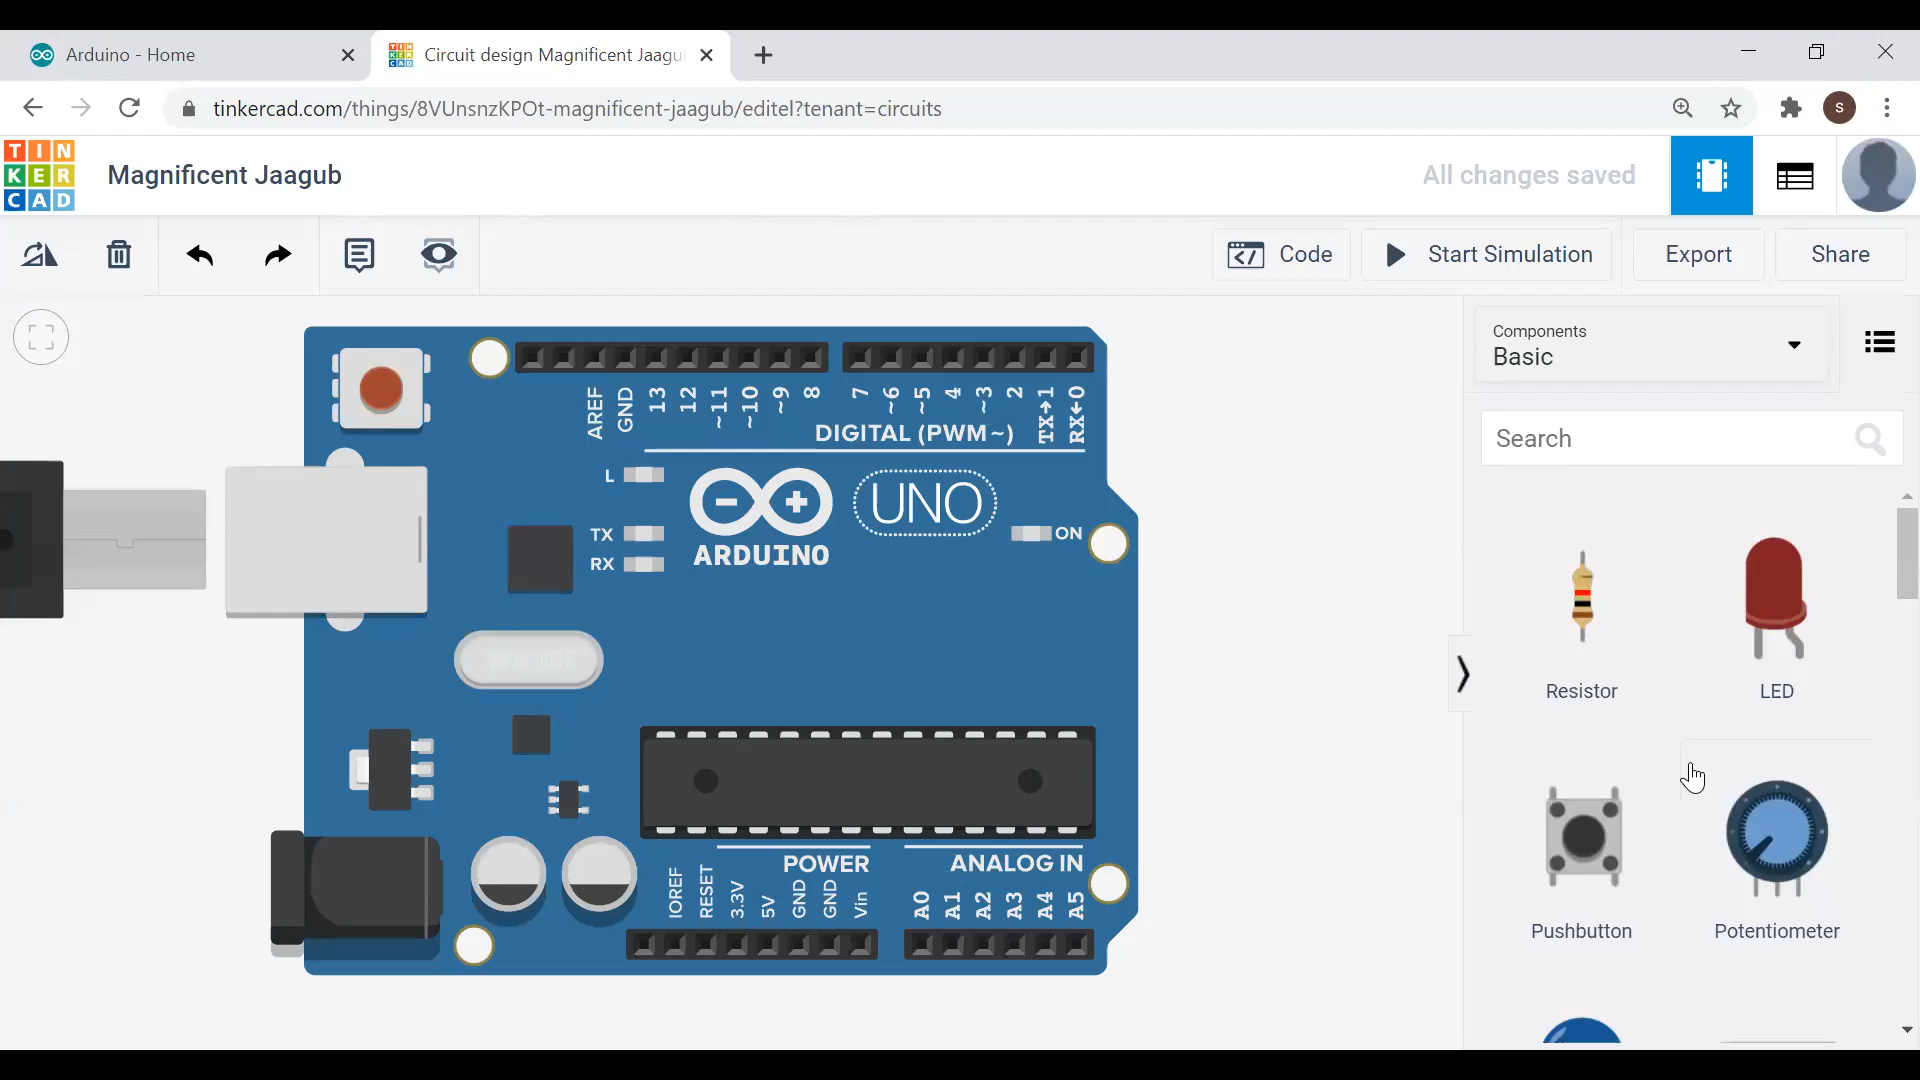 Arduino - Home
Circuit design Magnificent Jaagu
tinkercad.com/things/8VUnsnzKPOt-magnificent-jaagub/editel?tenant=circuits
S
TIN
KER
CAD
Magnificent Jaagub
All changes saved
Code
Start Simulation
Export
Share
Components
Basic
Search
Resistor
LED
Pushbutton
Potentiometer
AREF
GND
13
12
~11
~10
~9
8
7
~6
~5
4
~3
2
TX→1
RX←0
DIGITAL (PWM~)
L
TX
RX
ARDUINO
UNO
ON
POWER
ANALOG IN
IOREF
RESET
3.3V
5V
GND
GND
Vin
A0
A1
A2
A3
A4
A5